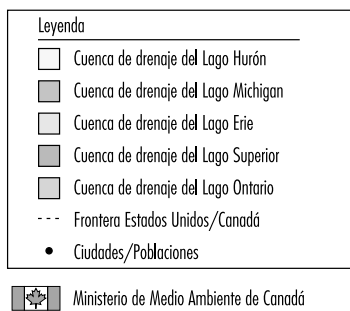 Leyenda
Cuenca de drenaje del Lago Hurón
Cuenca de drenaje del Lago Michigan
Cuenca de drenaje del Lago Erie
Cuenca de drenaje del Lago Superior
Cuenca de drenaje del Lago Ontario
Frontera Estados Unidos/Canadá
Ciudades/Poblaciones
Ministerio de Medio Ambiente de Canadá